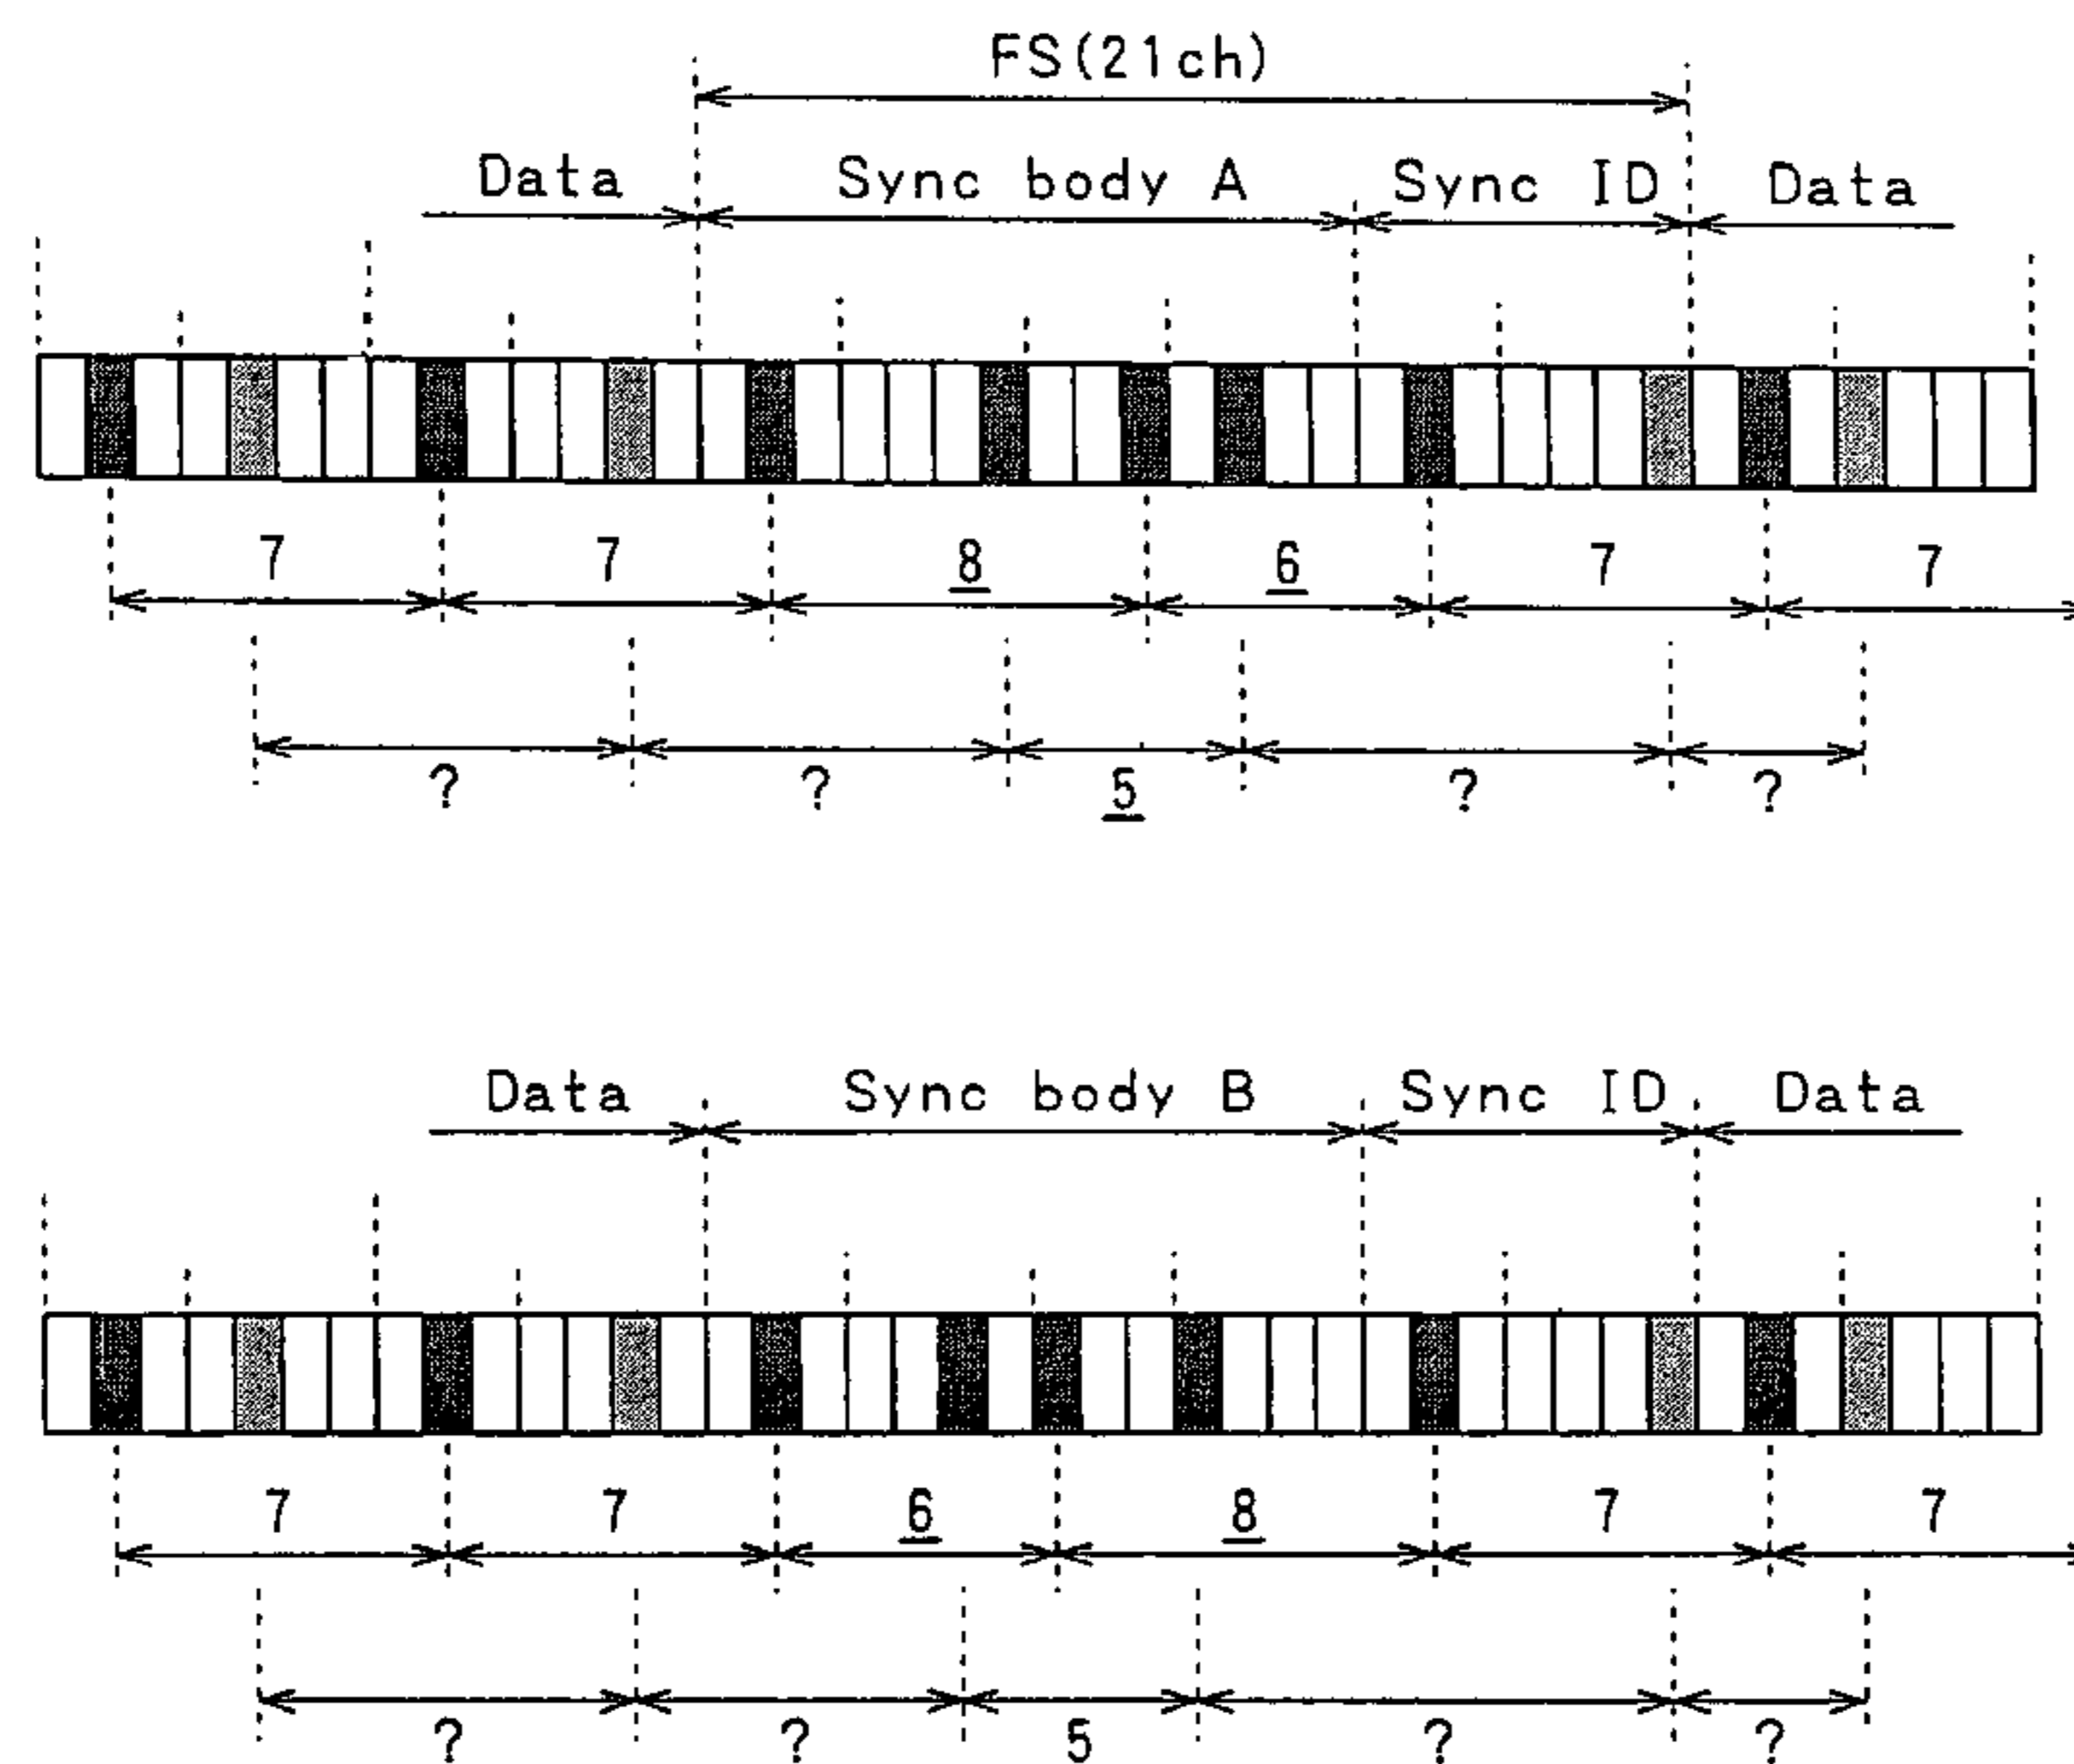 FS(21ch)
Data Sync body A Sync ID Data
7 7 8 6 7 7
? ? 5 ? ?
Data Sync body B Sync ID Data
7 7 6 8 7 7
? ? 5 ? ?